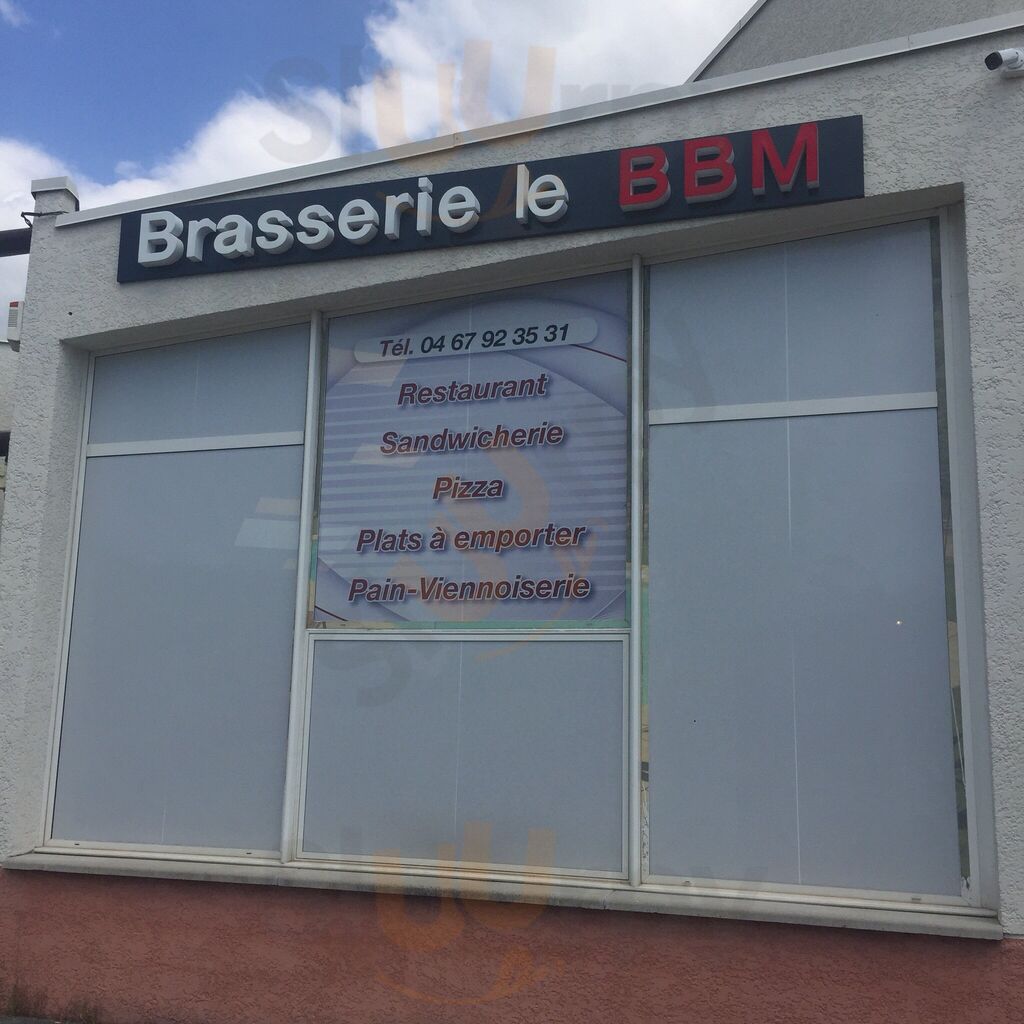 Brasserie le BBM
Tél. 04 67 92 35 31
Restaurant
Sandwicherie
Pizza
Plats à emporter
Pain-Viennoiserie